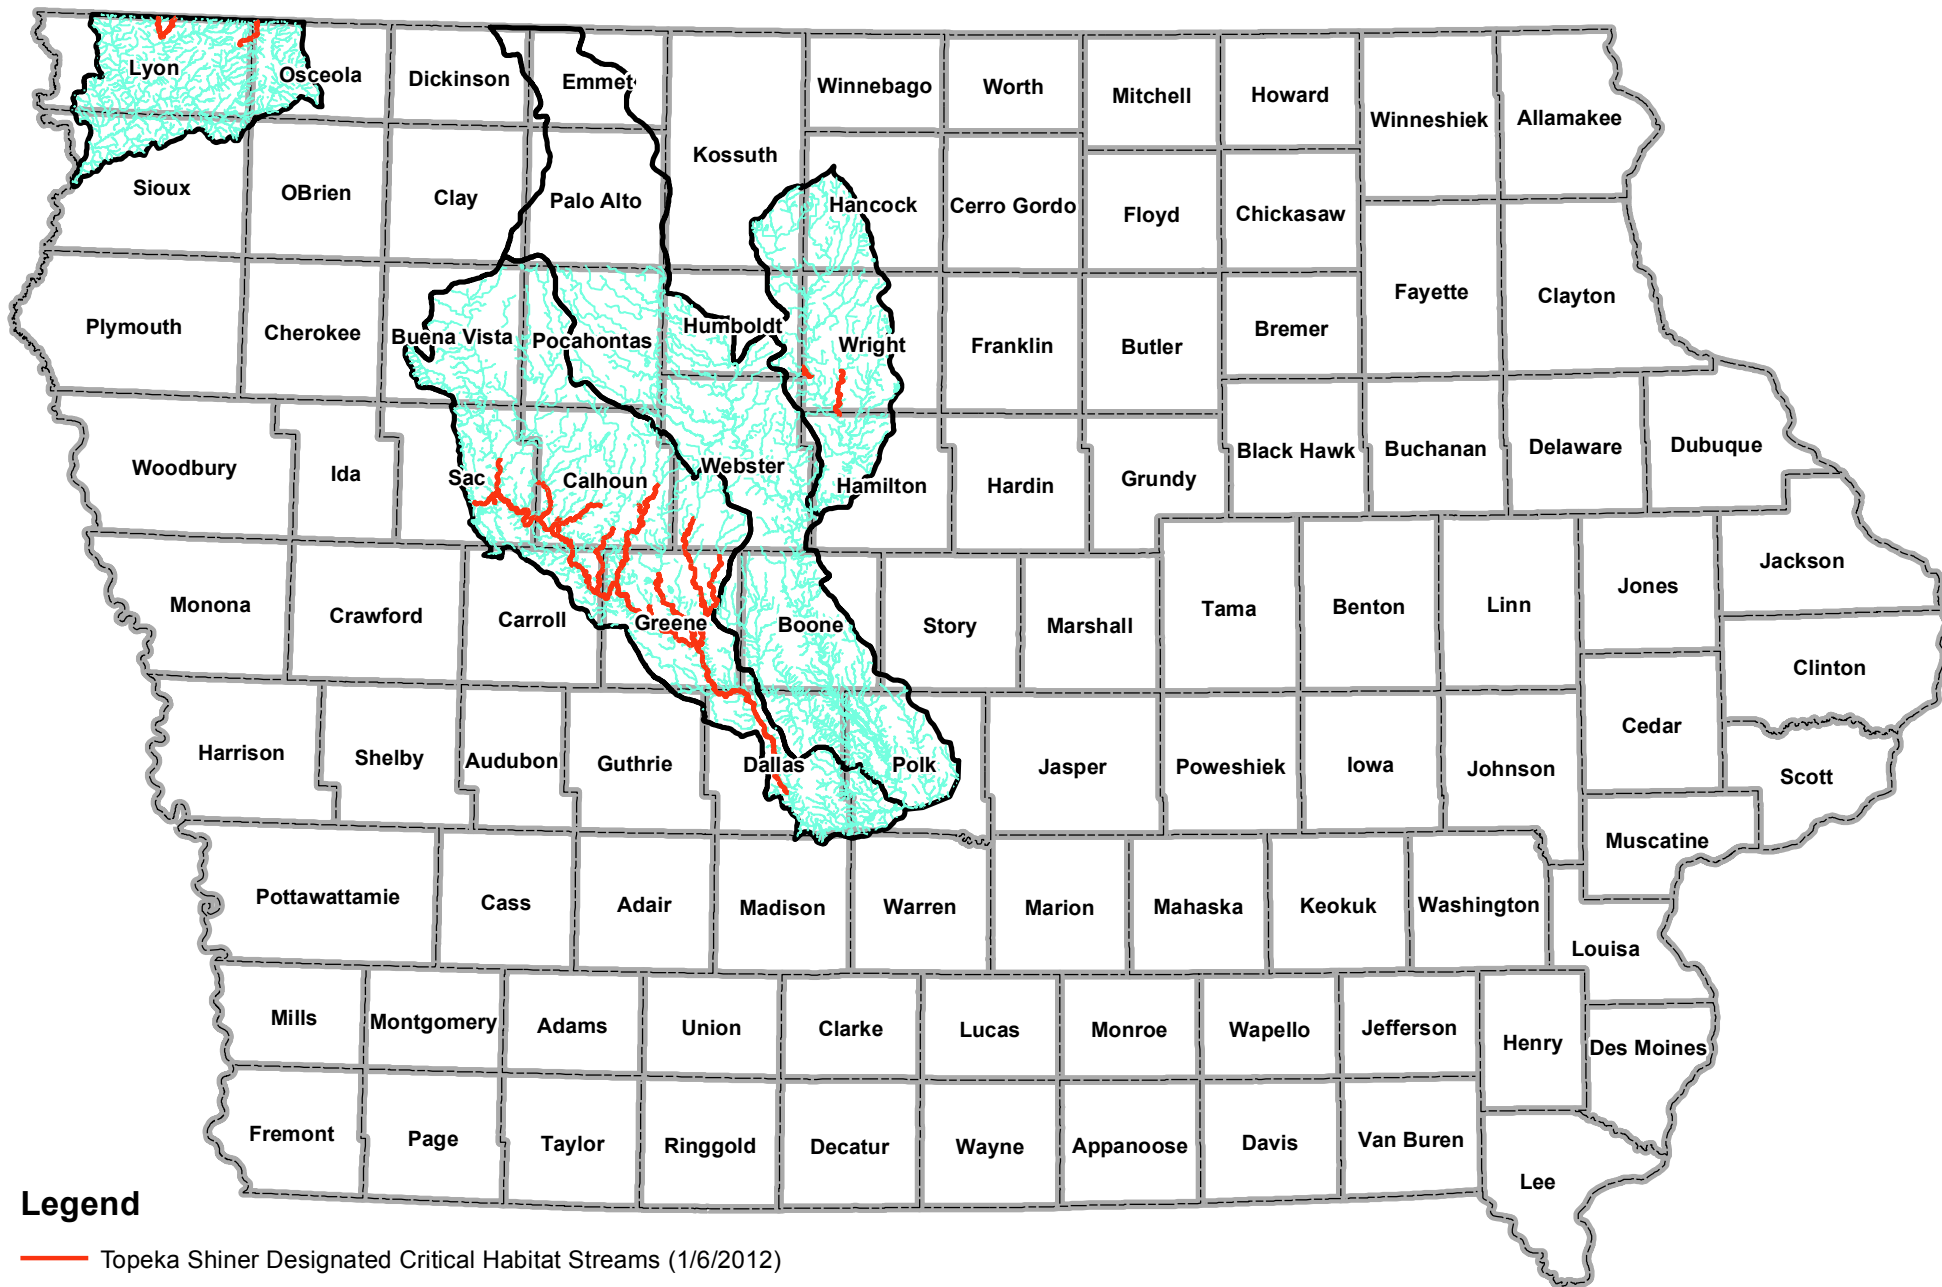 Lyon
Osceola
Dickinson
Emmet
Winnebago
Worth
Mitchell
Howard
Winneshiek
Allamakee
Kossuth
Sioux
OBrien
Clay
Palo Alto
Hancock
Cerro Gordo
Floyd
Chickasaw
Plymouth
Cherokee
Buena Vista
Pocahontas
Humboldt
Wright
Franklin
Butler
Bremer
Fayette
Clayton
Woodbury
Ida
Sac
Calhoun
Webster
Hamilton
Hardin
Grundy
Black Hawk
Buchanan
Delaware
Dubuque
Monona
Crawford
Carroll
Greene
Boone
Story
Marshall
Tama
Benton
Linn
Jones
Jackson
Clinton
Harrison
Shelby
Audubon
Guthrie
Dallas
Polk
Jasper
Poweshiek
Iowa
Johnson
Cedar
Scott
Muscatine
Pottawattamie
Cass
Adair
Madison
Warren
Marion
Mahaska
Keokuk
Washington
Louisa
Mills
Montgomery
Adams
Union
Clarke
Lucas
Monroe
Wapello
Jefferson
Henry
Des Moines
Fremont
Page
Taylor
Ringgold
Decatur
Wayne
Appanoose
Davis
Van Buren
Lee
Legend
Topeka Shiner Designated Critical Habitat Streams (1/6/2012)